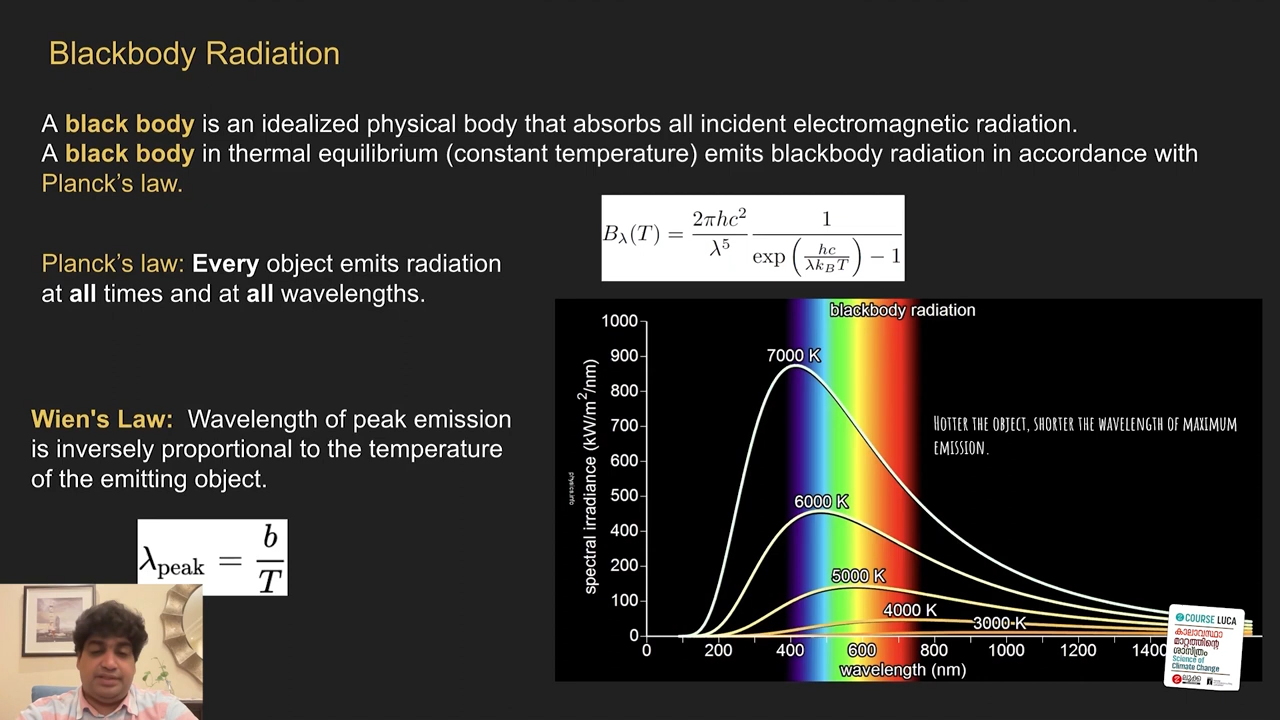 Blackbody Radiation
A black body is an idealized physical body that absorbs all incident electromagnetic radiation.
A black body in thermal equilibrium (constant temperature) emits blackbody radiation in accordance with
Planck’s law.
Bλ(T) = 2πhc² / λ⁵ 1 / exp (hc / λk_BT) − 1
Planck’s law: Every object emits radiation
at all times and at all wavelengths.
Wien's Law: Wavelength of peak emission
is inversely proportional to the temperature
of the emitting object.
λpeak = b / T
blackbody radiation
1000
900
800
700
600
500
400
200
100
0
spectral irradiance (kW/m²/nm)
physics.info
7000 K
6000 K
5000 K
4000 K
3000 K
Hotter the object, shorter the wavelength of maximum
emission.
0 200 400 600 800 1000 1200 1400
wavelength (nm)
COURSE LUCA
കാലാവസ്ഥാ
മാറ്റത്തിന്റെ
ശാസ്ത്രം
Science of
Climate Change
ലൂക്ക